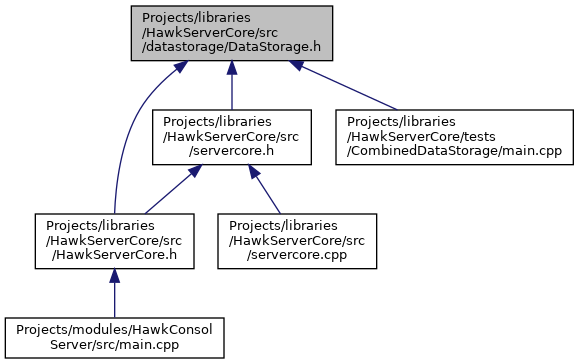 Projects/libraries
/HawkServerCore/src
/datastorage/DataStorage.h
Projects/libraries
/HawkServerCore/src
/servercore.h
Projects/libraries
/HawkServerCore/tests
/CombinedDataStorage/main.cpp
Projects/libraries
/HawkServerCore/src
/HawkServerCore.h
Projects/libraries
/HawkServerCore/src
/servercore.cpp
Projects/modules/HawkConsol
Server/src/main.cpp